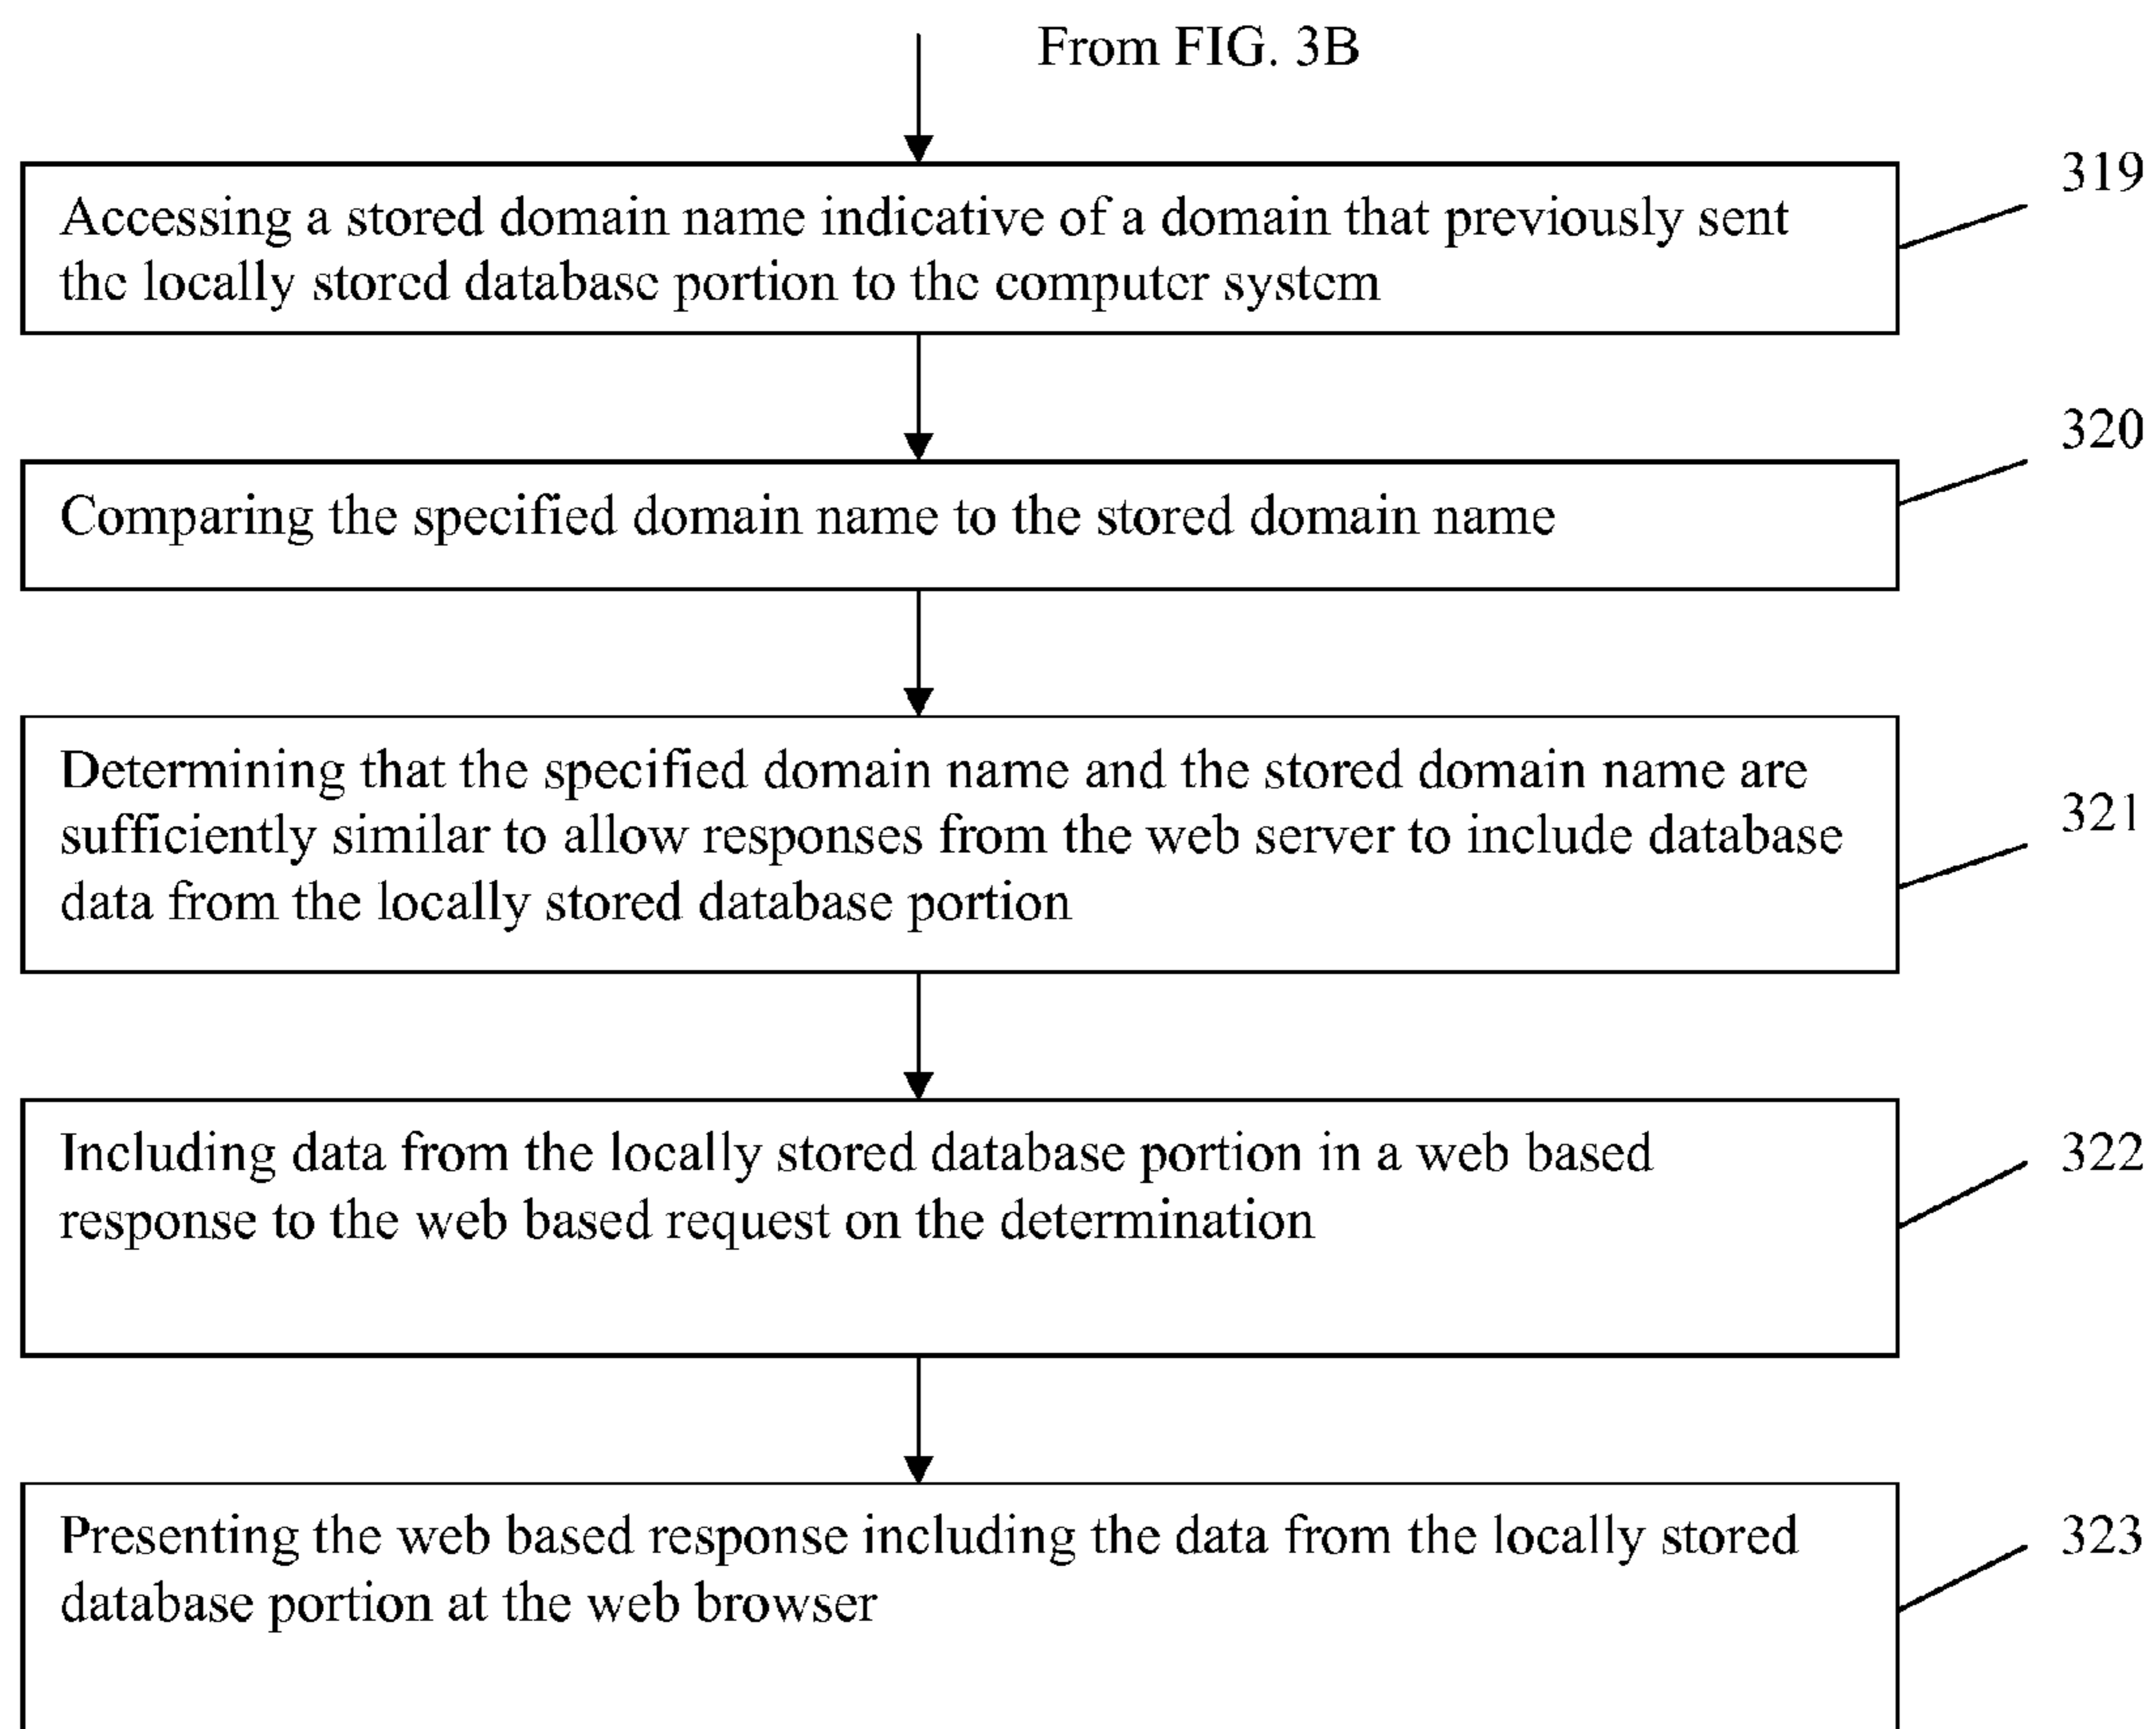 From FIG. 3B
319
Accessing a stored domain name indicative of a domain that previously sent
the locally stored database portion to the computer system
320
Comparing the specified domain name to the stored domain name
Determining that the specified domain name and the stored domain name are
321
sufficiently similar to allow responses from the web server to include database
data from the locally stored database portion
Including data from the locally stored database portion in a web based
322
response to the web based request on the determination
Presenting the web based response including the data from the locally stored
323
database portion at the web browser